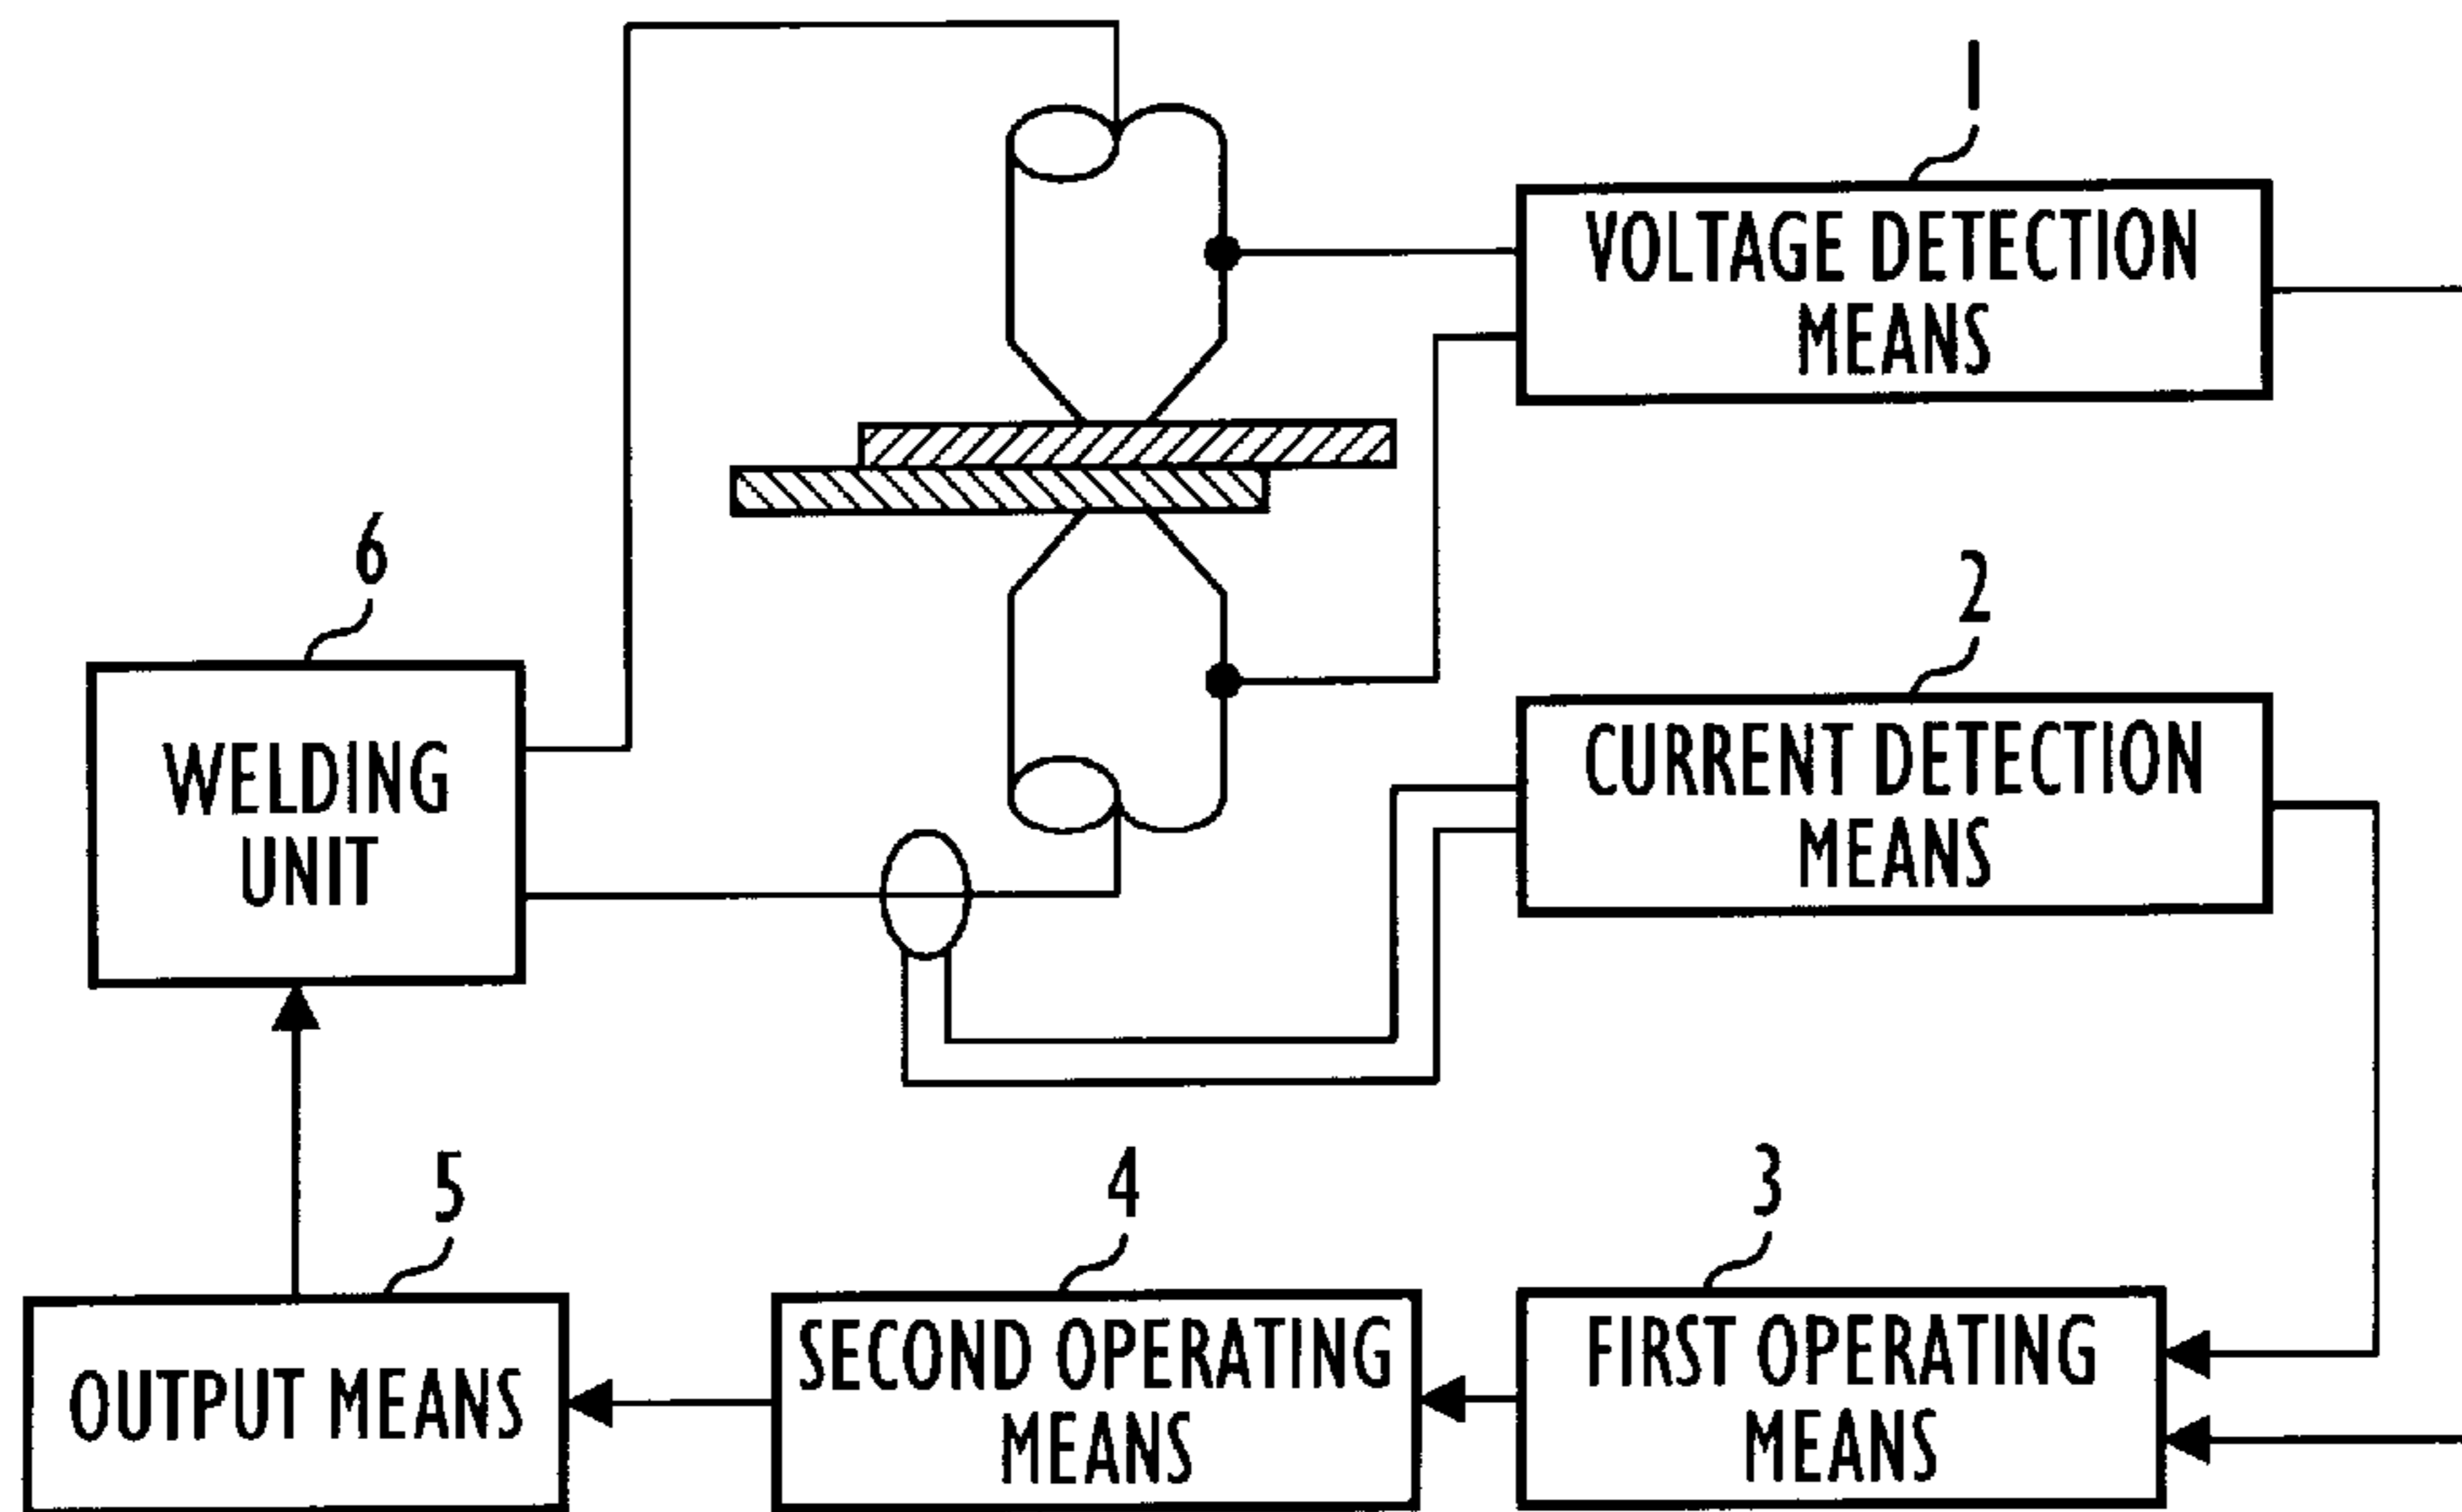 1
VOLTAGE DETECTION
MEANS
6
2
WELDING
UNIT
CURRENT DETECTION
MEANS
5
4
3
OUTPUT MEANS
SECOND OPERATING
MEANS
FIRST OPERATING
MEANS